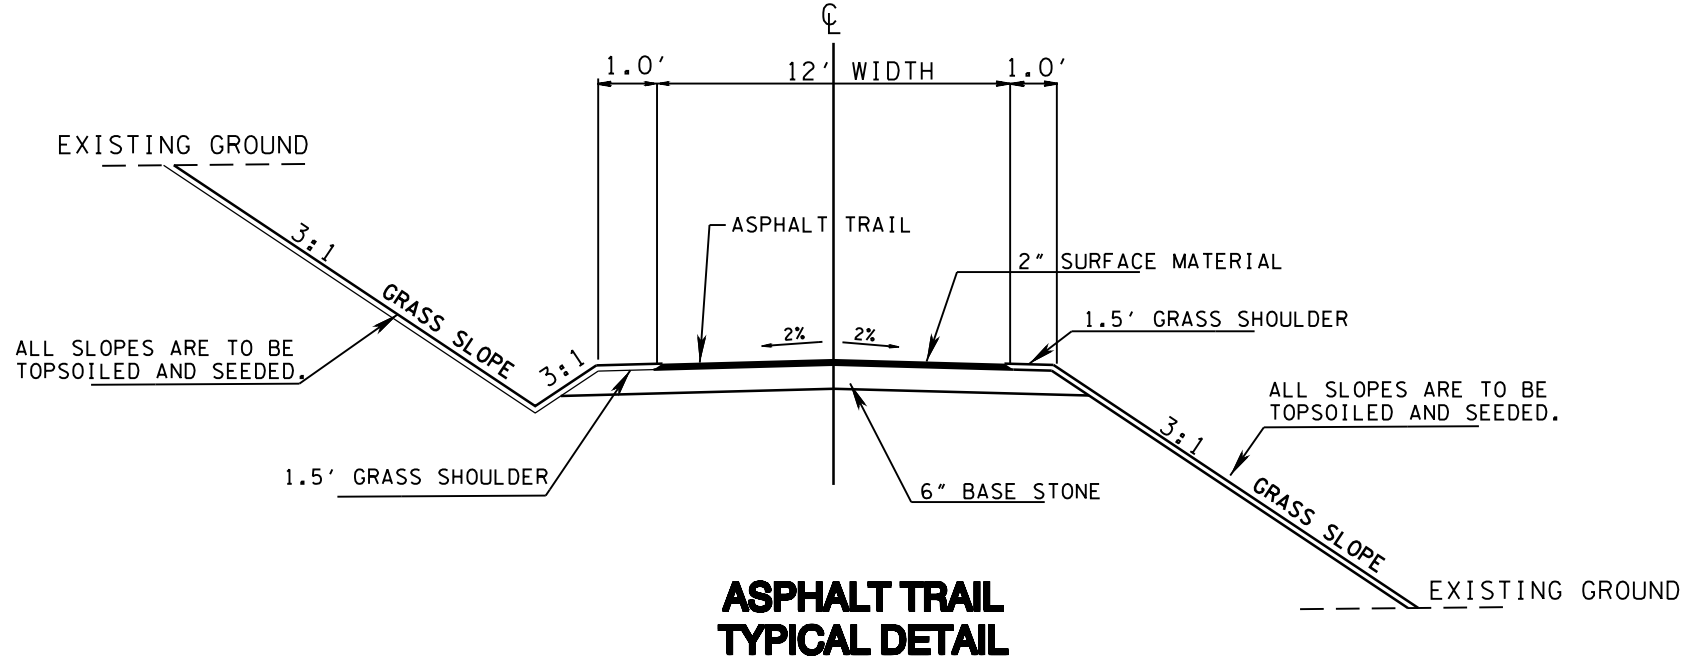 ℄
1.0'
12' WIDTH
1.0'
EXISTING GROUND
3:1
GRASS SLOPE
3:1
ASPHALT TRAIL
2" SURFACE MATERIAL
1.5' GRASS SHOULDER
2%
2%
ALL SLOPES ARE TO BE
TOPSOILED AND SEEDED.
ALL SLOPES ARE TO BE
TOPSOILED AND SEEDED.
3:1
GRASS SLOPE
1.5' GRASS SHOULDER
6" BASE STONE
EXISTING GROUND
ASPHALT TRAIL
TYPICAL DETAIL